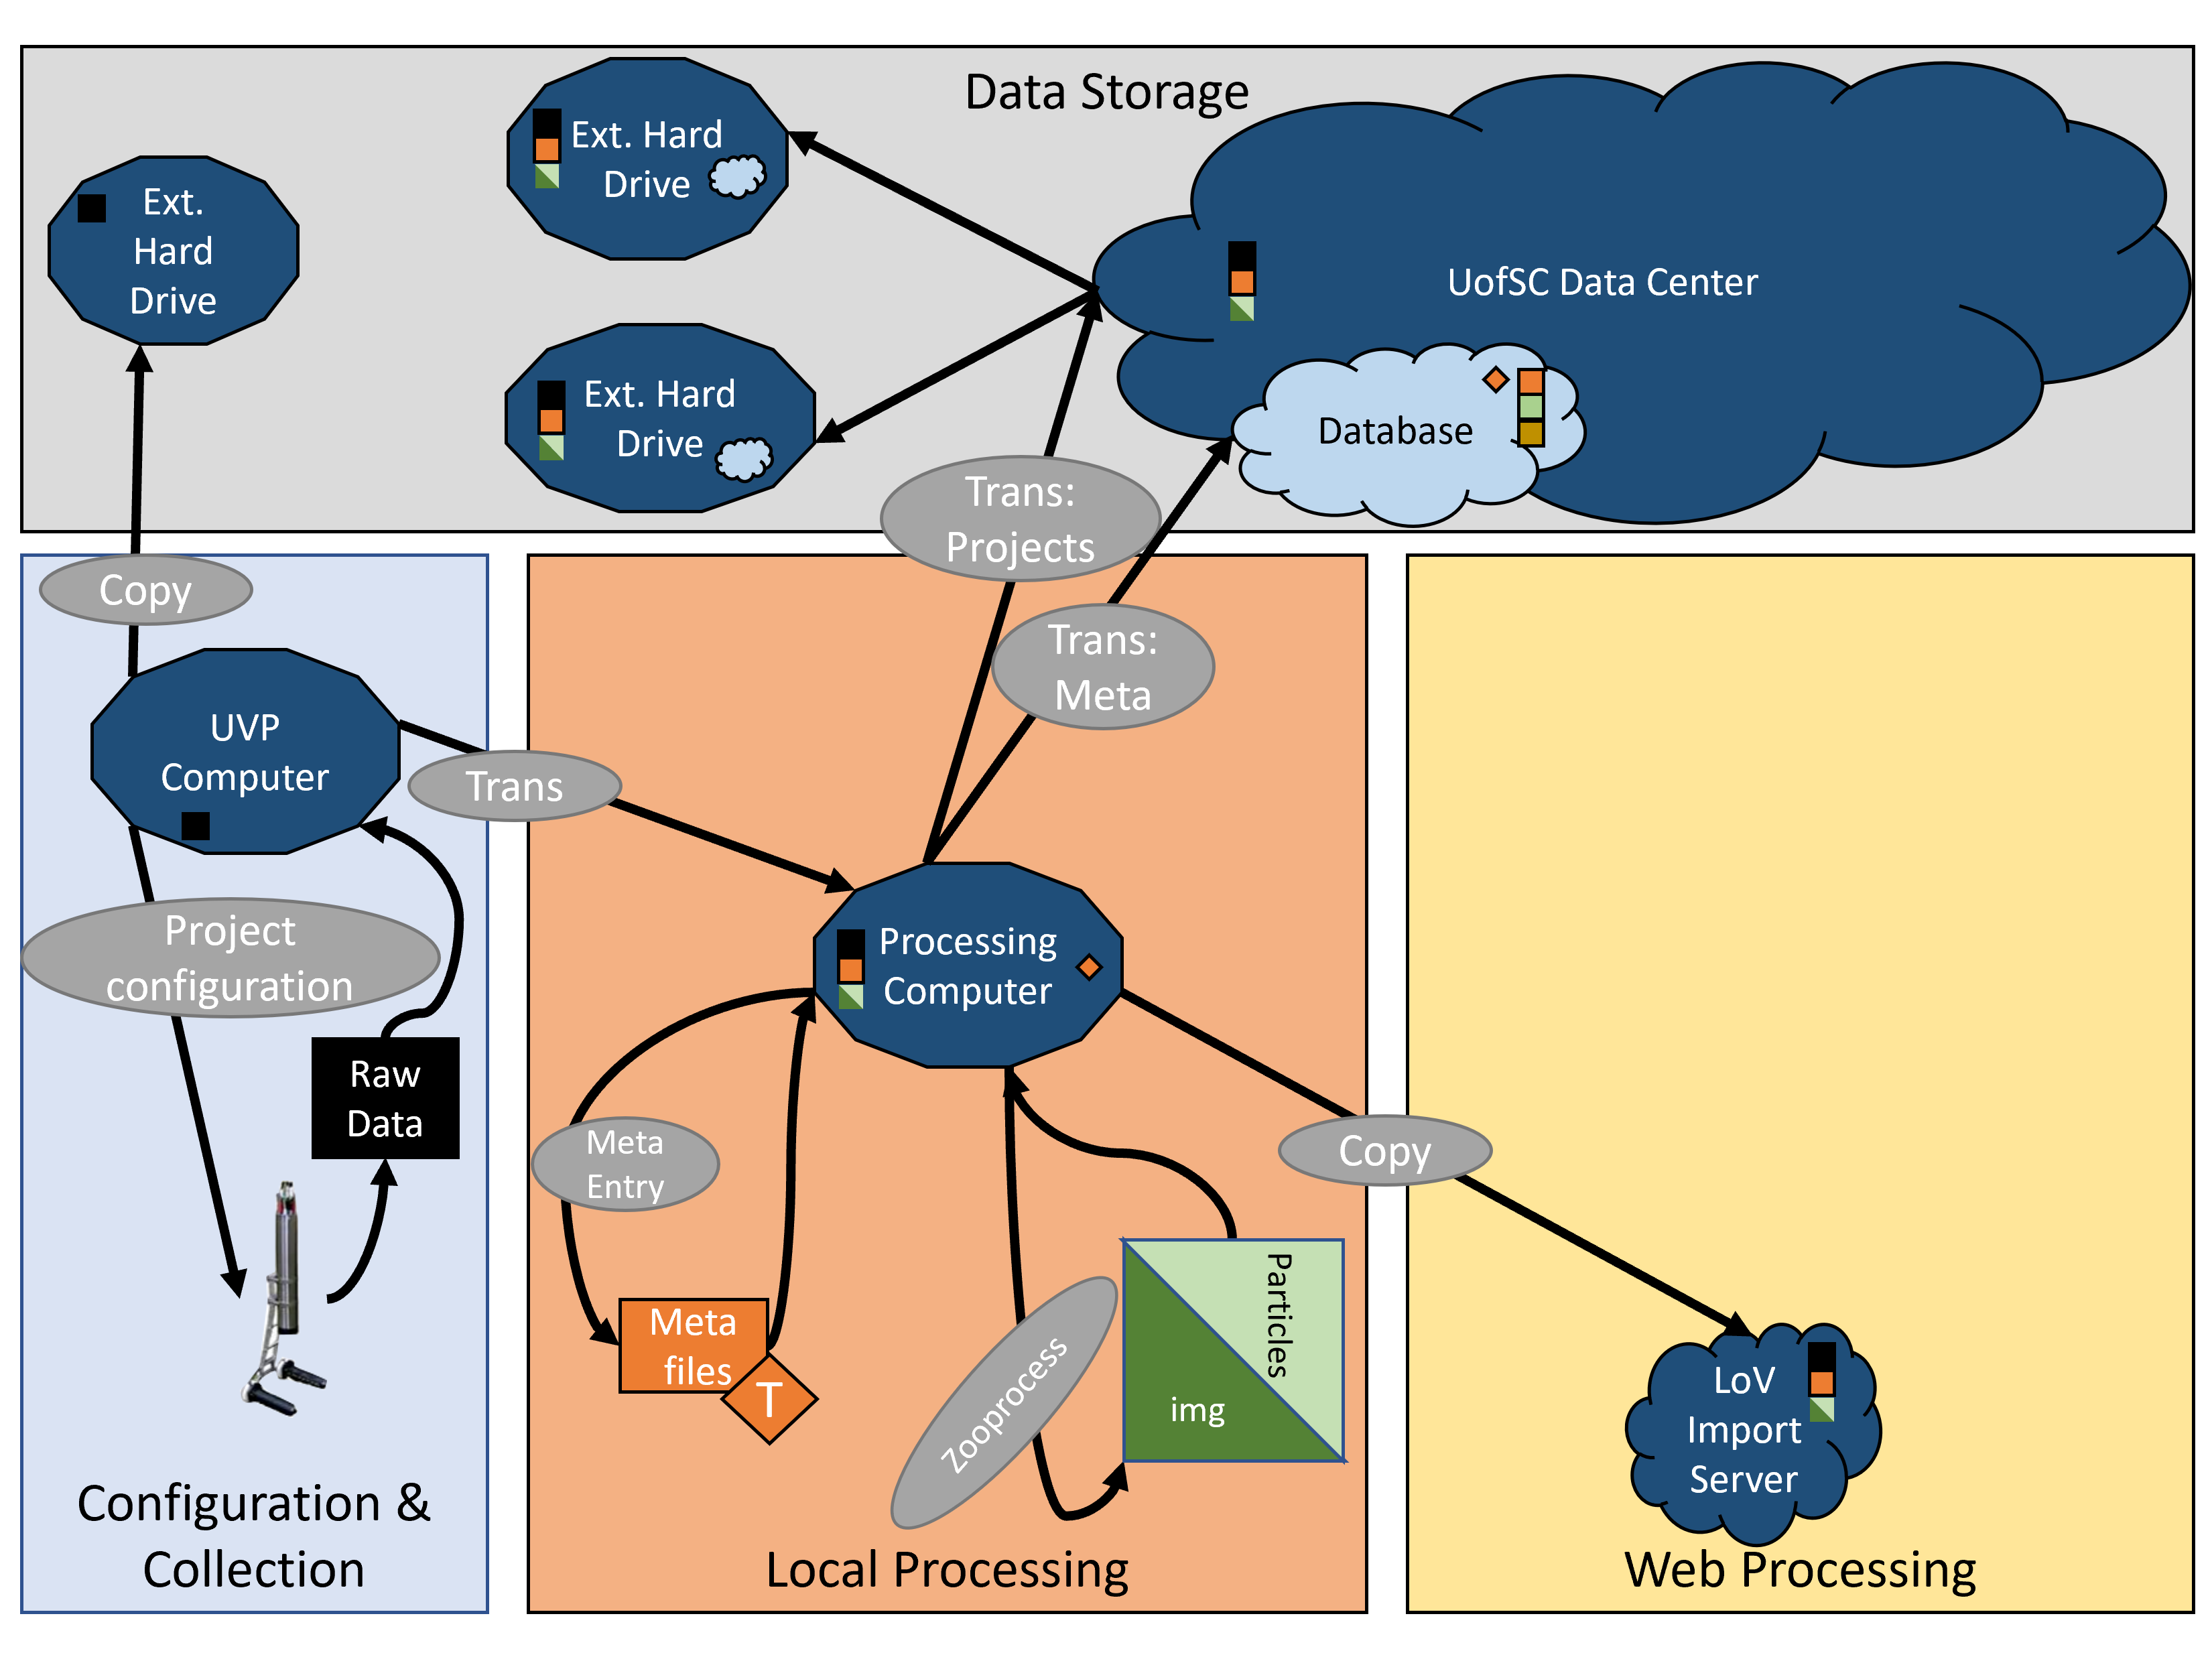 Data Storage
Ext.
Hard
Drive
Ext. Hard
Drive
Ext. Hard
Drive
UofSC Data Center
Database
Trans:
Projects
Trans:
Meta
Copy
UVP
Computer
Trans
Project
configuration
Raw
Data
Configuration &
Collection
Processing
Computer
Meta
Entry
Meta
files
T
Zooprocess
Particles
img
Local Processing
Copy
LoV
Import
Server
Web Processing